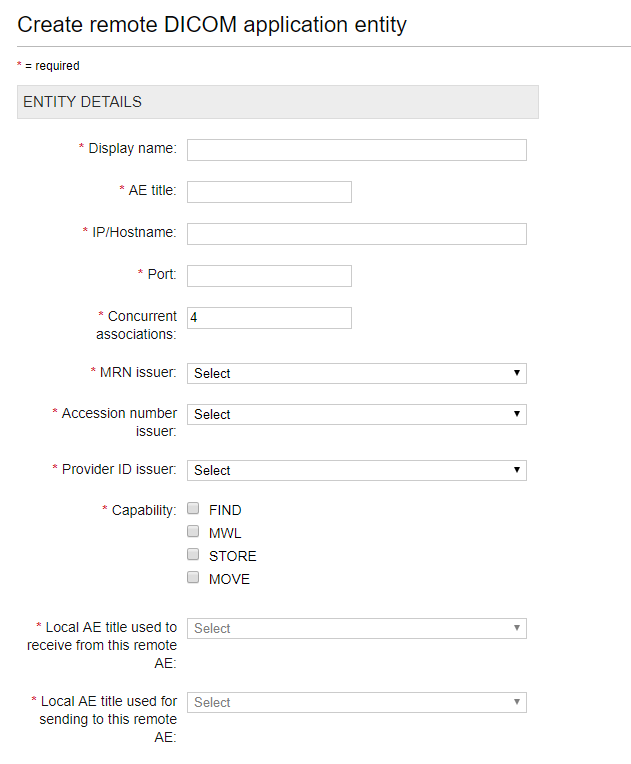 Create remote DICOM application entity
* = required
ENTITY DETAILS
* Display name:
* AE title:
* IP/Hostname:
* Port:
* Concurrent
associations:
4
* MRN issuer:
Select
* Accession number
issuer:
Select
* Provider ID issuer:
Select
* Capability:
FIND
MWL
STORE
MOVE
* Local AE title used to
receive from this remote
AE:
Select
* Local AE title used for
sending to this remote
AE:
Select